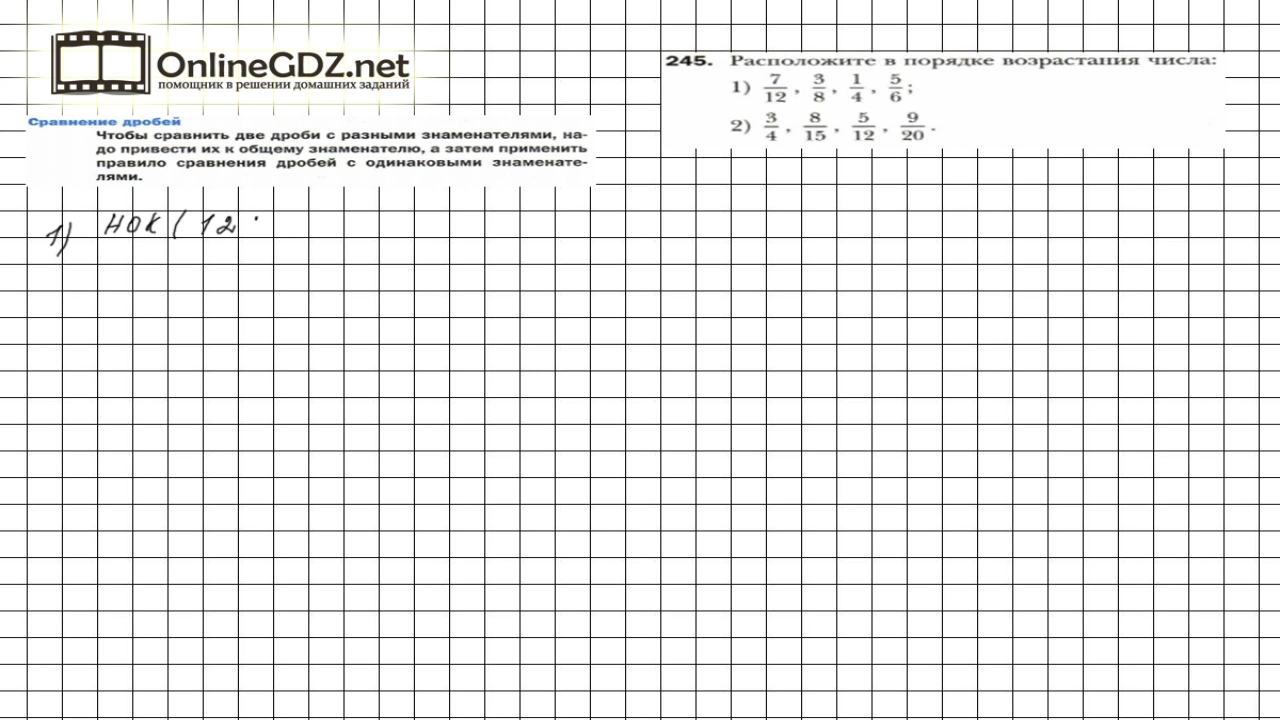 OnlineGDZ.net
помощник в решении домашних заданий
Сравнение дробей
Чтобы сравнить две дроби с разными знаменателями, на-
до привести их к общему знаменателю, а затем применить
правило сравнения дробей с одинаковыми знаменате-
лями.
1) НОК ( 12 ;
245. Расположите в порядке возрастания числа:
1) 7/12, 3/8, 1/4, 5/6;
2) 3/4, 8/15, 5/12, 9/20.